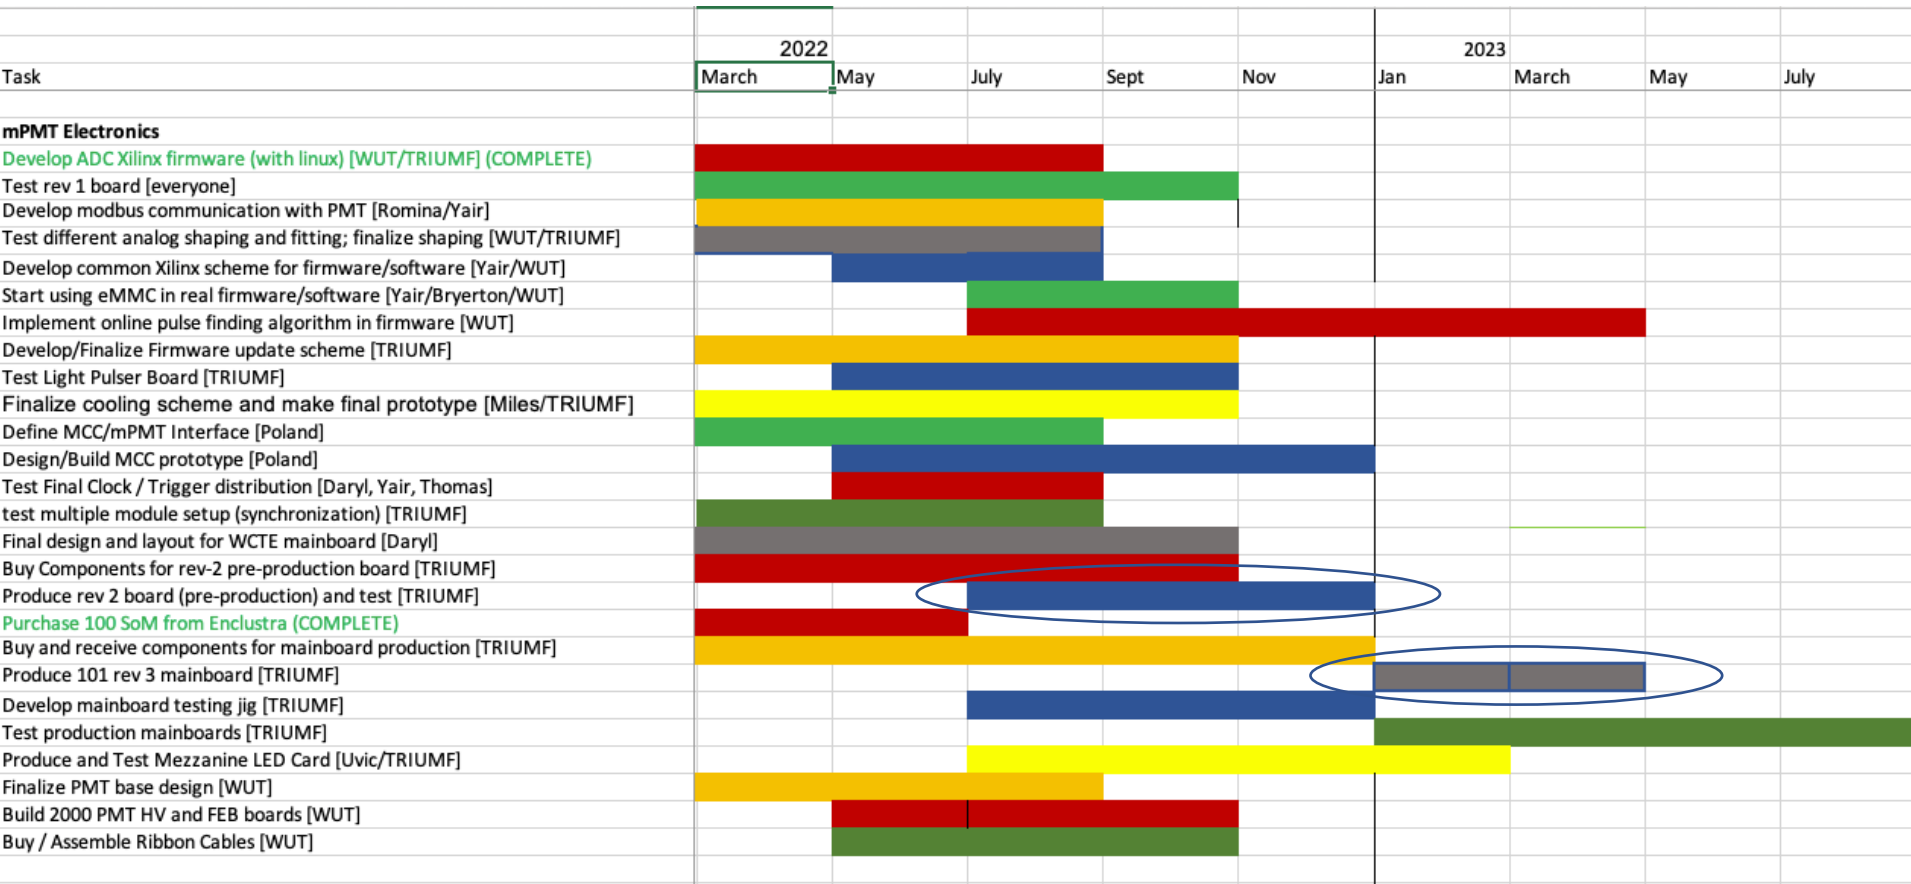 2022 2023
Task March May July Sept Nov Jan March May July
mPMT Electronics
Develop ADC Xilinx firmware (with linux) [WUT/TRIUMF] (COMPLETE)
Test rev 1 board [everyone]
Develop modbus communication with PMT [Romina/Yair]
Test different analog shaping and fitting; finalize shaping [WUT/TRIUMF]
Develop common Xilinx scheme for firmware/software [Yair/WUT]
Start using eMMC in real firmware/software [Yair/Bryerton/WUT]
Implement online pulse finding algorithm in firmware [WUT]
Develop/Finalize Firmware update scheme [TRIUMF]
Test Light Pulser Board [TRIUMF]
Finalize cooling scheme and make final prototype [Miles/TRIUMF]
Define MCC/mPMT Interface [Poland]
Design/Build MCC prototype [Poland]
Test Final Clock / Trigger distribution [Daryl, Yair, Thomas]
test multiple module setup (synchronization) [TRIUMF]
Final design and layout for WCTE mainboard [Daryl]
Buy Components for rev-2 pre-production board [TRIUMF]
Produce rev 2 board (pre-production) and test [TRIUMF]
Purchase 100 SoM from Enclustra (COMPLETE)
Buy and receive components for mainboard production [TRIUMF]
Produce 101 rev 3 mainboard [TRIUMF]
Develop mainboard testing jig [TRIUMF]
Test production mainboards [TRIUMF]
Produce and Test Mezzanine LED Card [Uvic/TRIUMF]
Finalize PMT base design [WUT]
Build 2000 PMT HV and FEB boards [WUT]
Buy / Assemble Ribbon Cables [WUT]